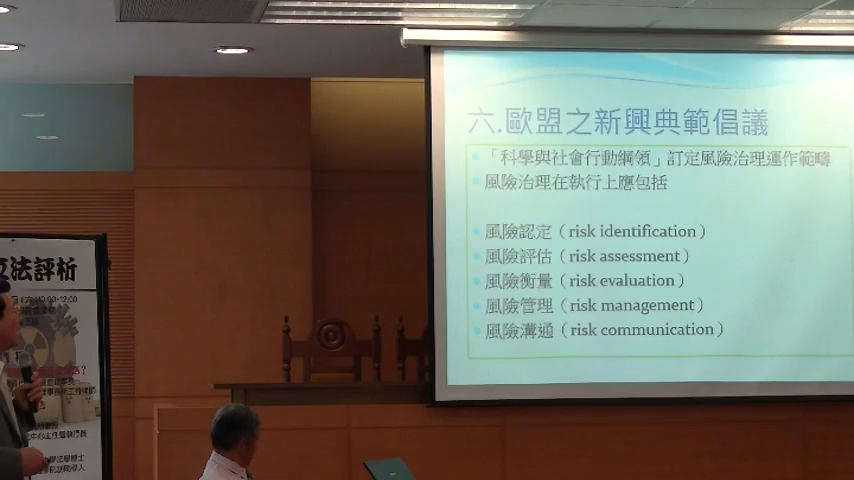 六.歐盟之新興典範倡議
「科學與社會行動綱領」訂定風險治理運作範疇
風險治理在執行上應包括
風險認定（risk identification）
風險評估（risk assessment）
風險衡量（risk evaluation）
風險管理（risk management）
風險溝通（risk communication）
立法評析